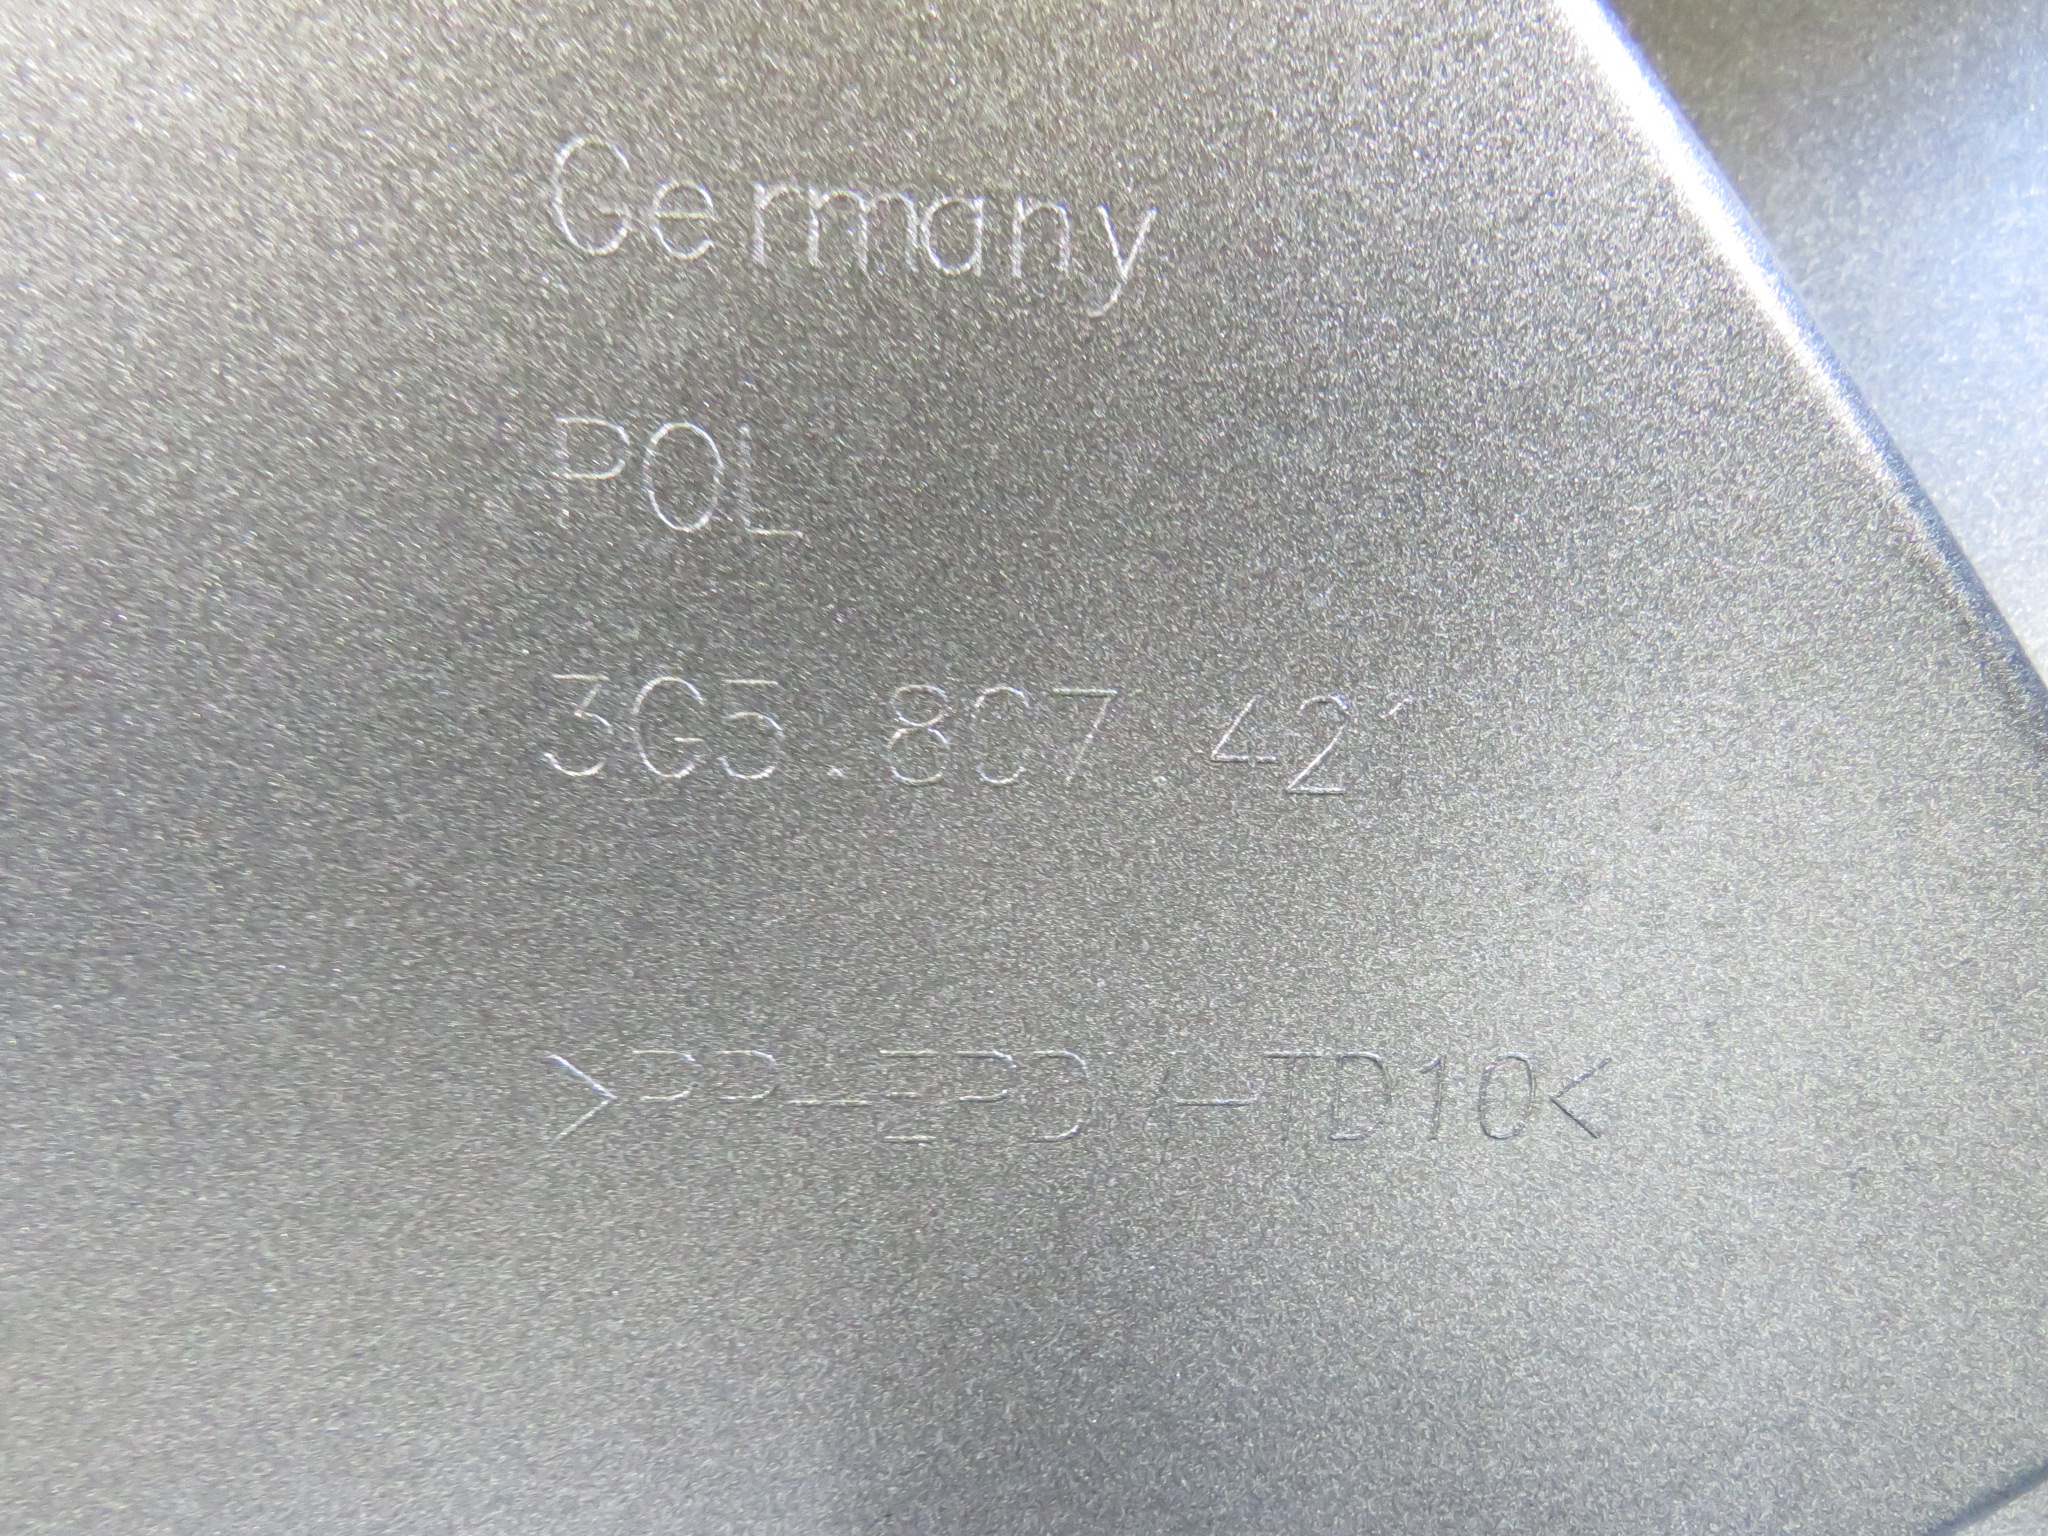 Germany
POL
3G5.807.421
>PP+EPDM-TD10<